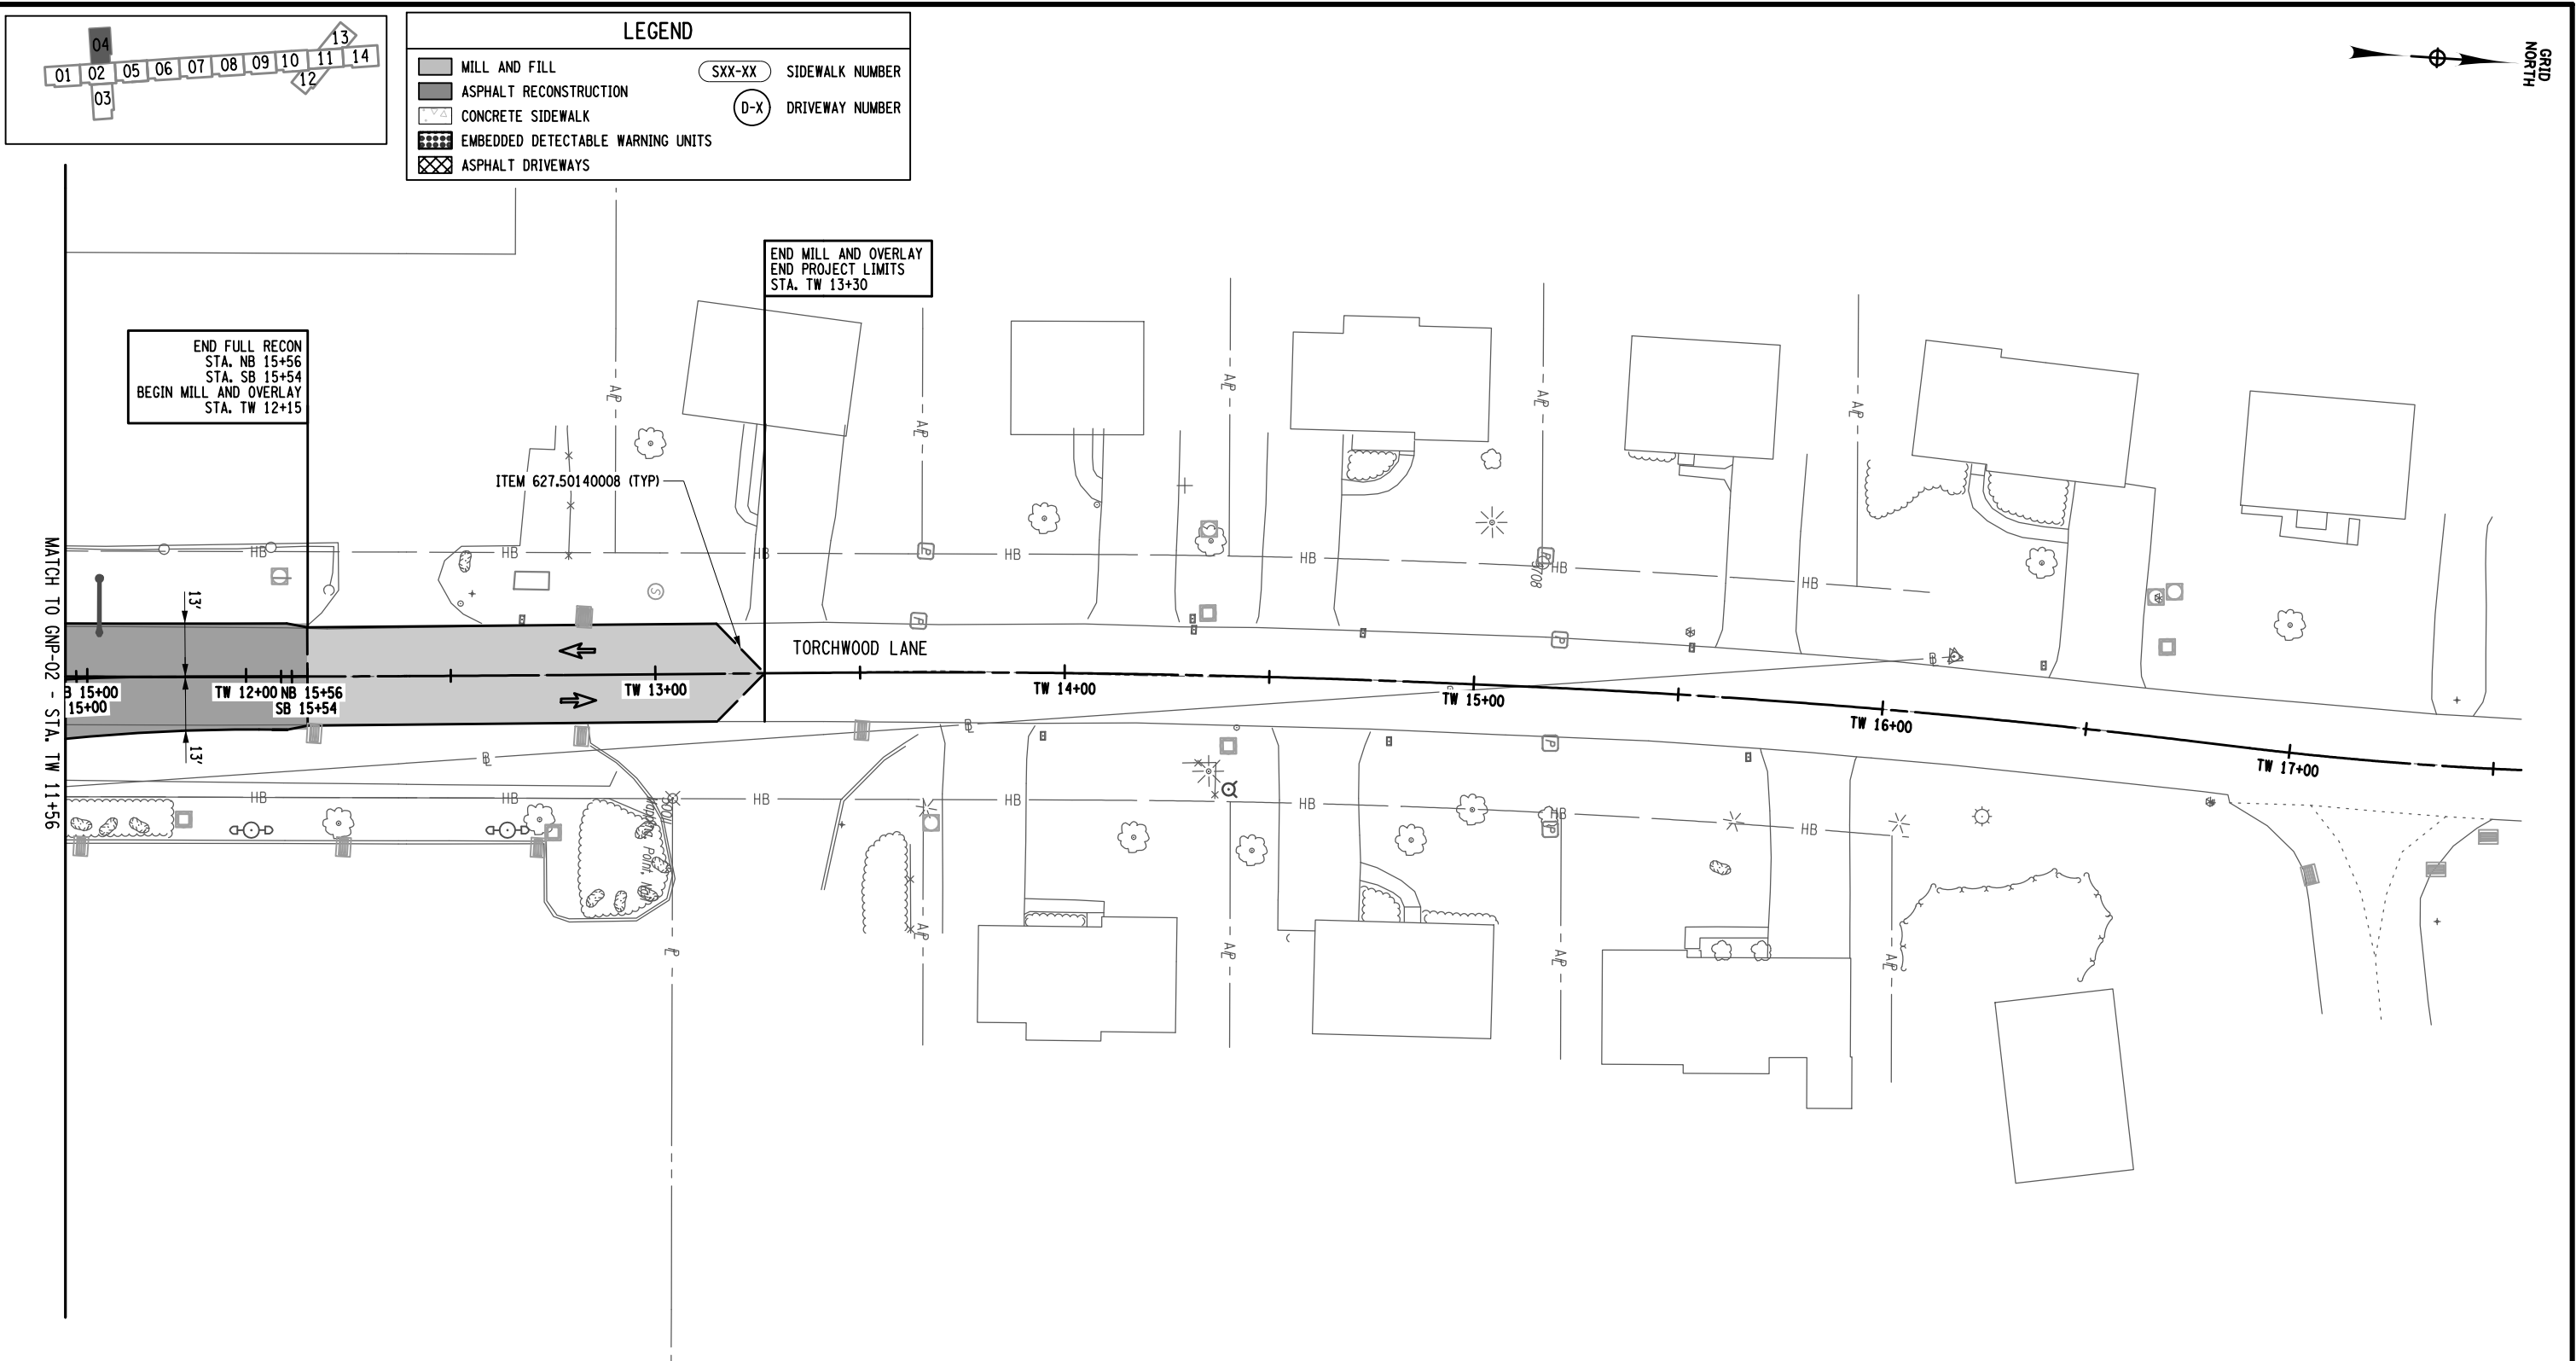 04
13
01 02 05 06 07 08 09 10 11 14
12
03
LEGEND
MILL AND FILL
ASPHALT RECONSTRUCTION
CONCRETE SIDEWALK
EMBEDDED DETECTABLE WARNING UNITS
ASPHALT DRIVEWAYS
SXX-XX SIDEWALK NUMBER
D-X DRIVEWAY NUMBER
GRID
NORTH
END MILL AND OVERLAY
END PROJECT LIMITS
STA. TW 13+30
END FULL RECON
STA. NB 15+56
STA. SB 15+54
BEGIN MILL AND OVERLAY
STA. TW 12+15
ITEM 627.50140008 (TYP)
MATCH TO GNP-02 - STA. TW 11+56
HB HB HB HB HB HB HB
5708
13'
TORCHWOOD LANE
15+00
15+00
TW 12+00
NB 15+56
SB 15+54
TW 13+00
TW 14+00
TW 15+00
TW 16+00
TW 17+00
13'
HB HB HB HB HB HB HB
Point,